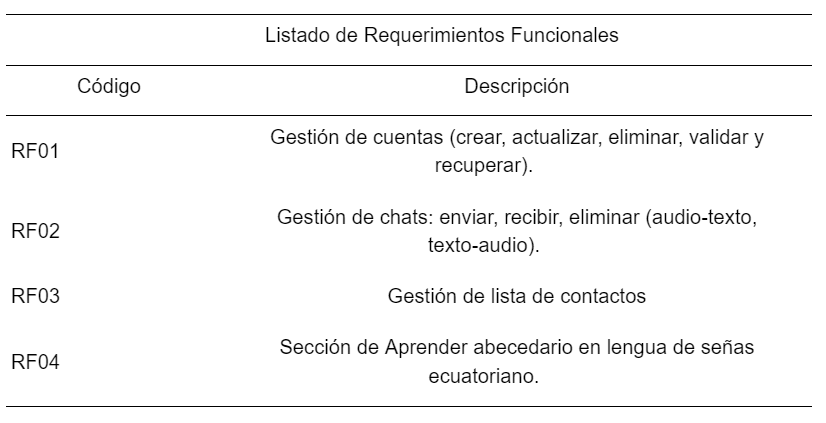 Listado de Requerimientos Funcionales
Código Descripción
RF01 Gestión de cuentas (crear, actualizar, eliminar, validar y
recuperar).
RF02 Gestión de chats: enviar, recibir, eliminar (audio-texto,
texto-audio).
RF03 Gestión de lista de contactos
RF04 Sección de Aprender abecedario en lengua de señas
ecuatoriano.